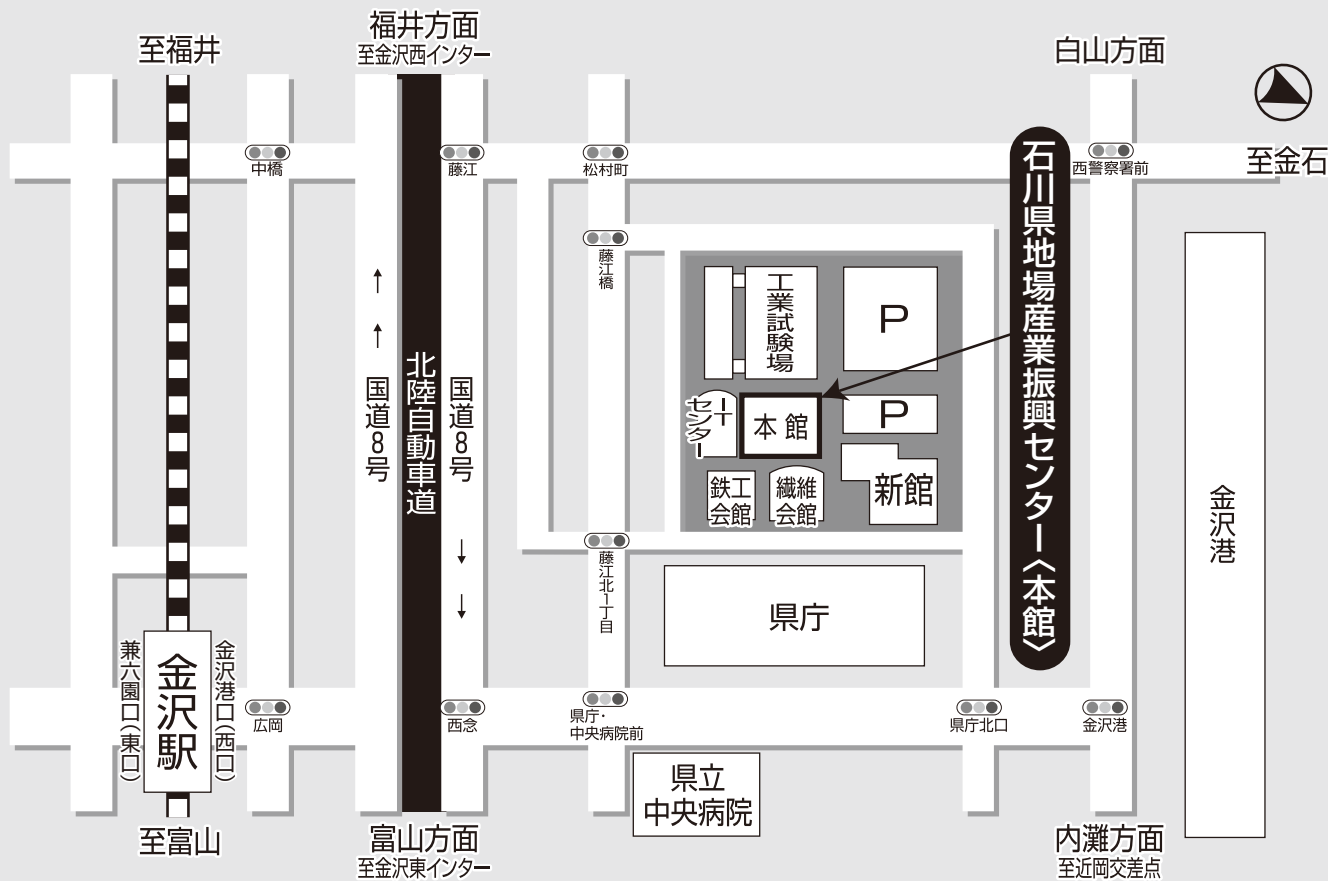 至福井
福井方面
至金沢西インター
白山方面
至金石
中橋
藤江
松村町
西警察署前
藤江橋
工業試験場
P
石川県地場産業振興センター〈本館〉
国道8号
北陸自動車道
国道8号
ITセンター
本館
P
鉄工
会館
繊維
会館
新館
金沢港
藤江北1丁目
県庁
兼六園口(東口)
金沢駅
金沢港口(西口)
広岡
西念
県庁・
中央病院前
県庁北口
金沢港
県立
中央病院
至富山
富山方面
至金沢東インター
内灘方面
至近岡交差点